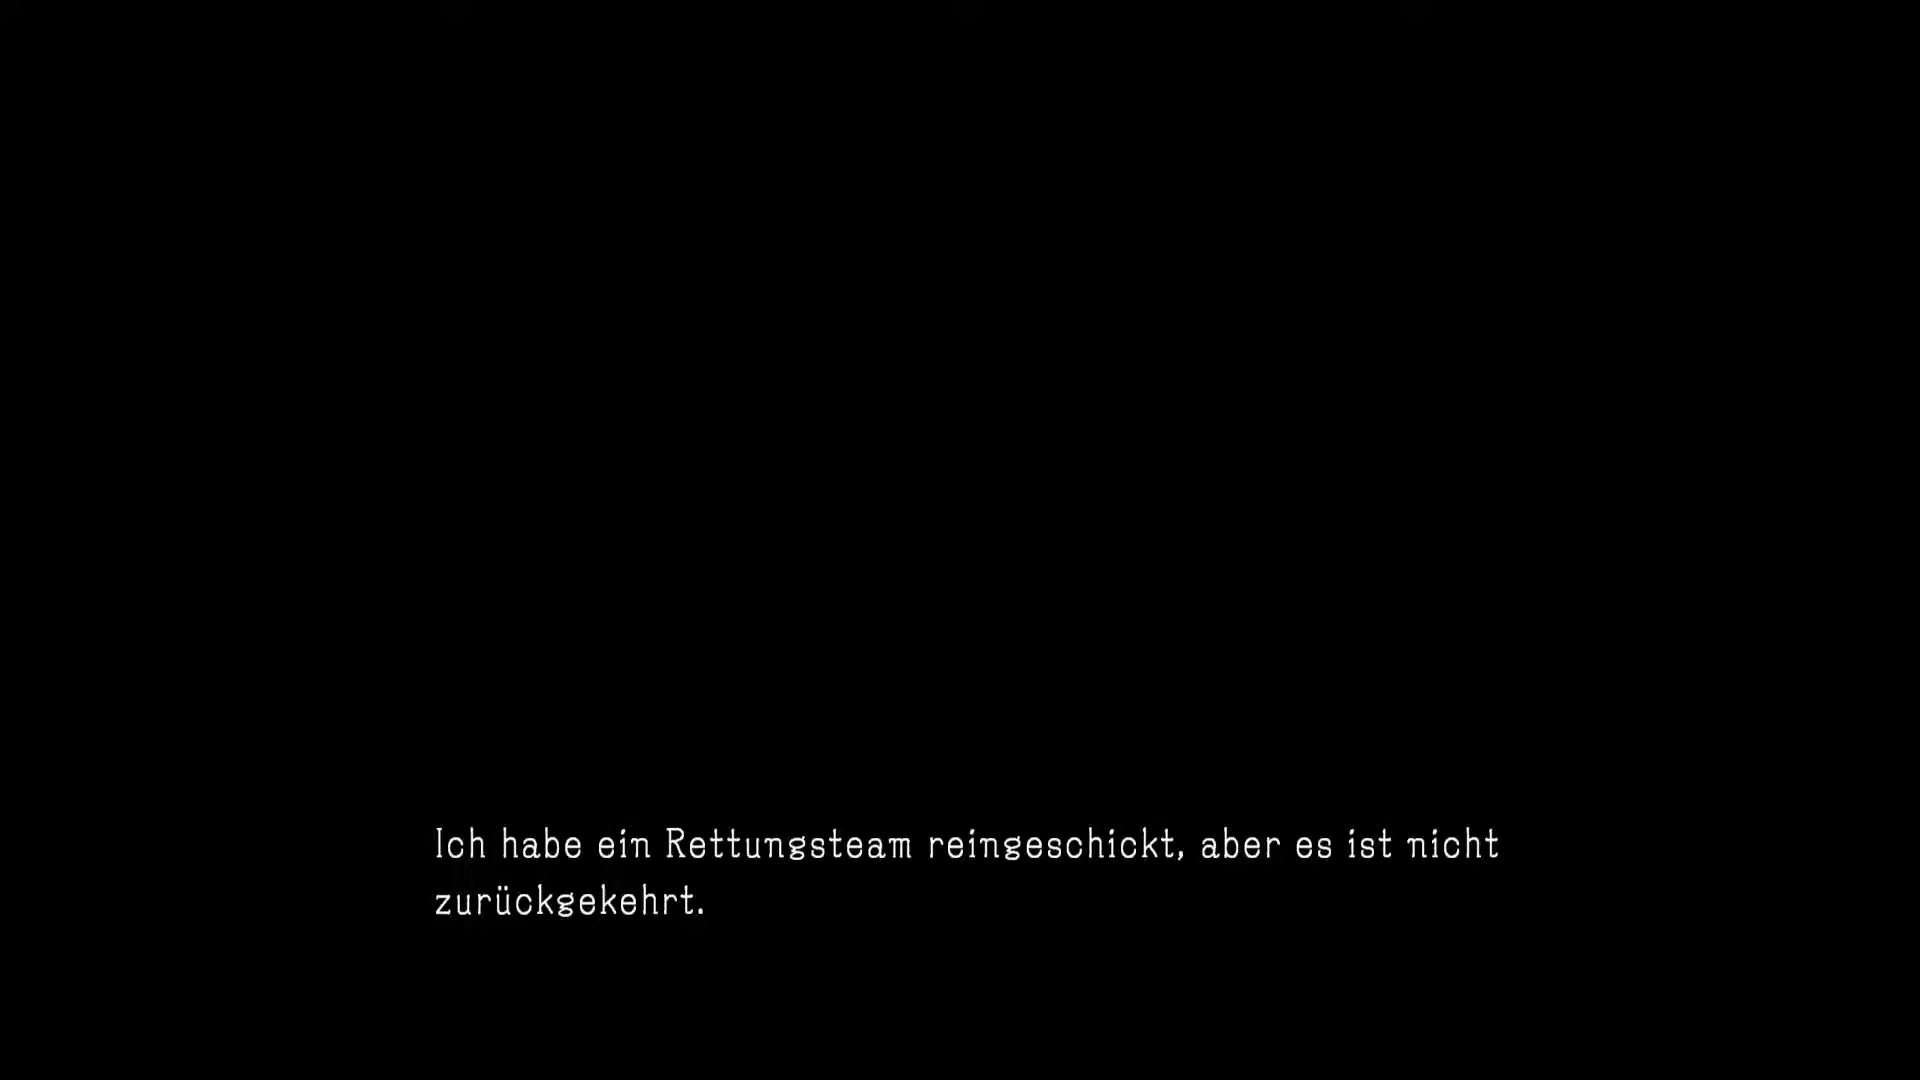 Ich habe ein Rettungsteam reingeschickt, aber es ist nicht
zurückgekehrt.